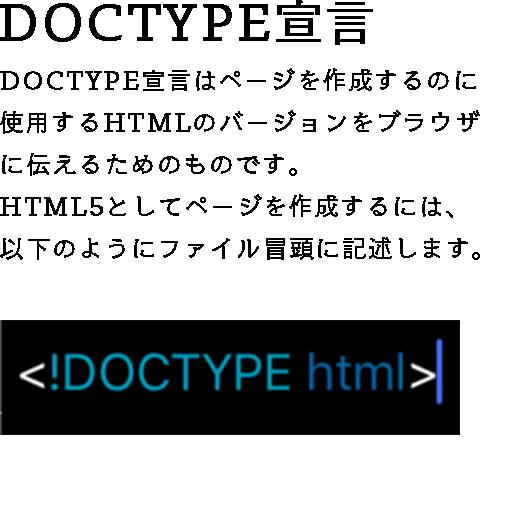 DOCTYPE宣言
DOCTYPE宣言はページを作成するのに
使用するHTMLのバージョンをブラウザ
に伝えるためのものです。
HTML5としてページを作成するには、
以下のようにファイル冒頭に記述します。
<!DOCTYPE html>